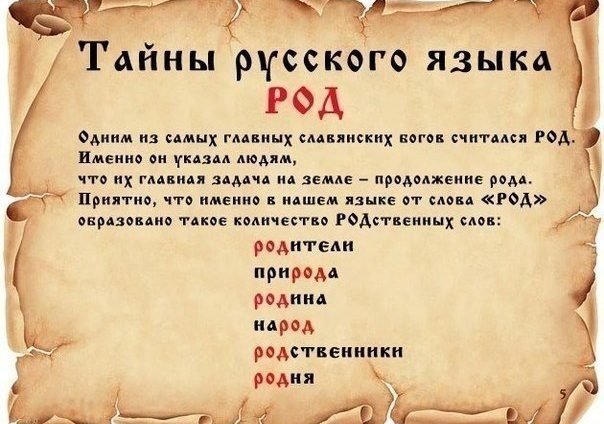 Тайны русского языка
РОД
Одним из самых главных славянских богов считался РОД.
Именно он указал людям,
что их главная задача на земле – продолжение рода.
Приятно, что именно в нашем языке от слова «РОД»
образовано такое количество РОДственных слов:
родители
природа
родина
народ
родственники
родня
5